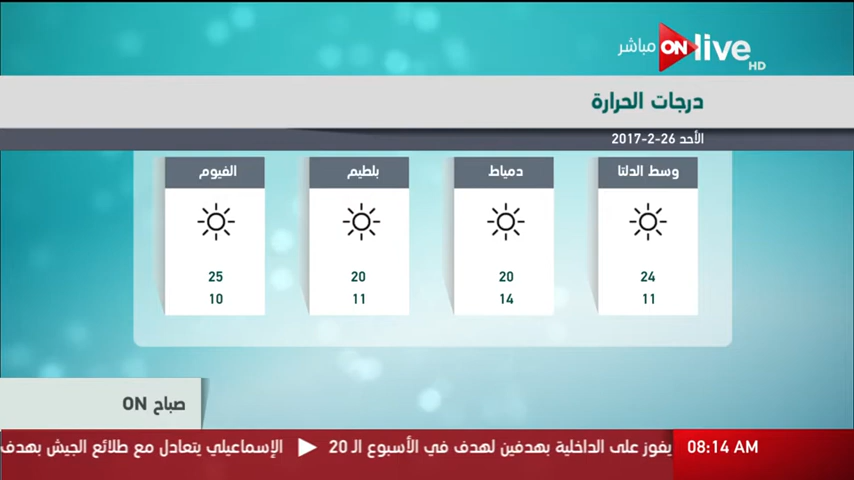 مباشر ON live HD
درجات الحرارة
الأحد 26-2-2017
وسط الدلتا
24
11
دمياط
20
14
بلطيم
20
11
الفيوم
25
10
صباح ON
يفوز على الداخلية بهدفين لهدف في الأسبوع الـ 20 الإسماعيلي يتعادل مع طلائع الجيش بهدف
08:14 AM